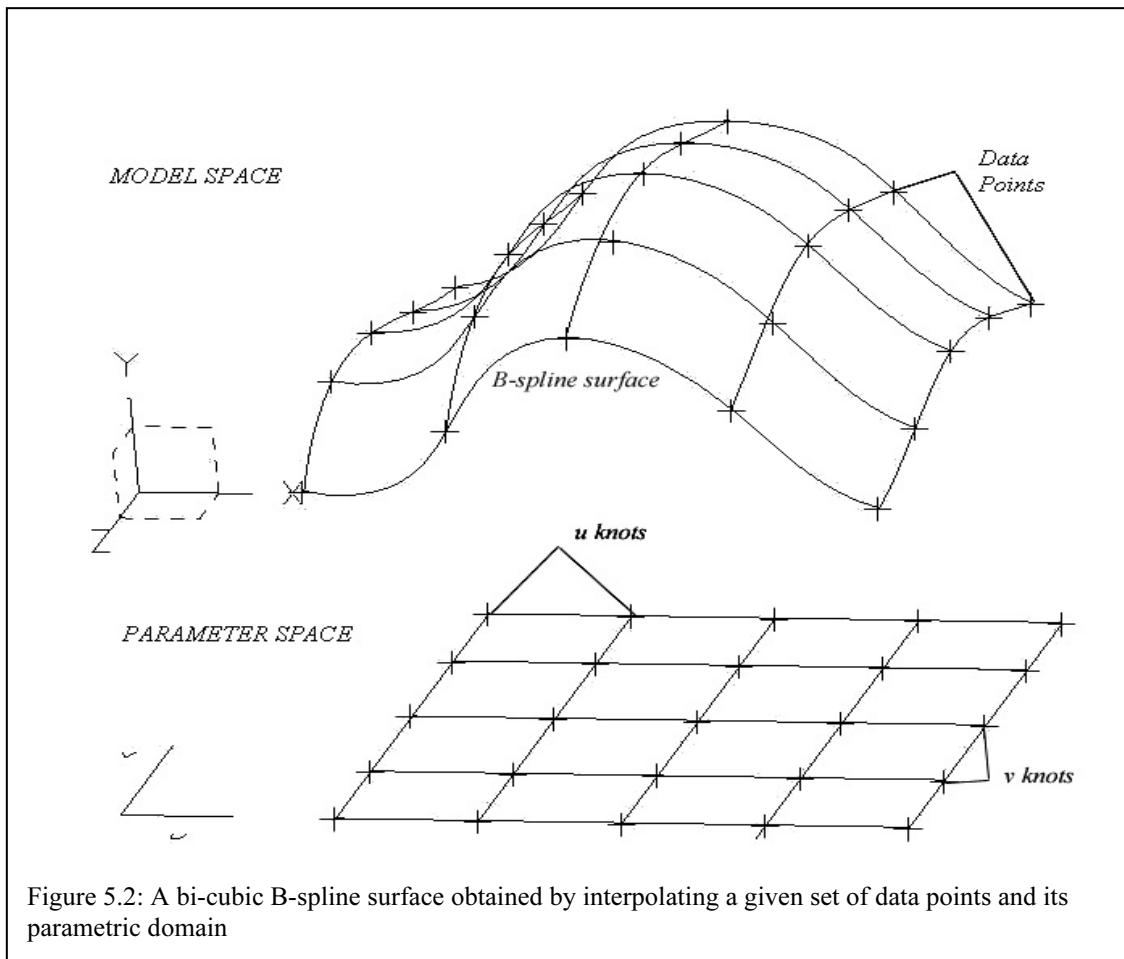 MODEL SPACE
Data
Points
B-spline surface
Y
X
Z
u knots
PARAMETER SPACE
v knots
Figure 5.2: A bi-cubic B-spline surface obtained by interpolating a given set of data points and its
parametric domain